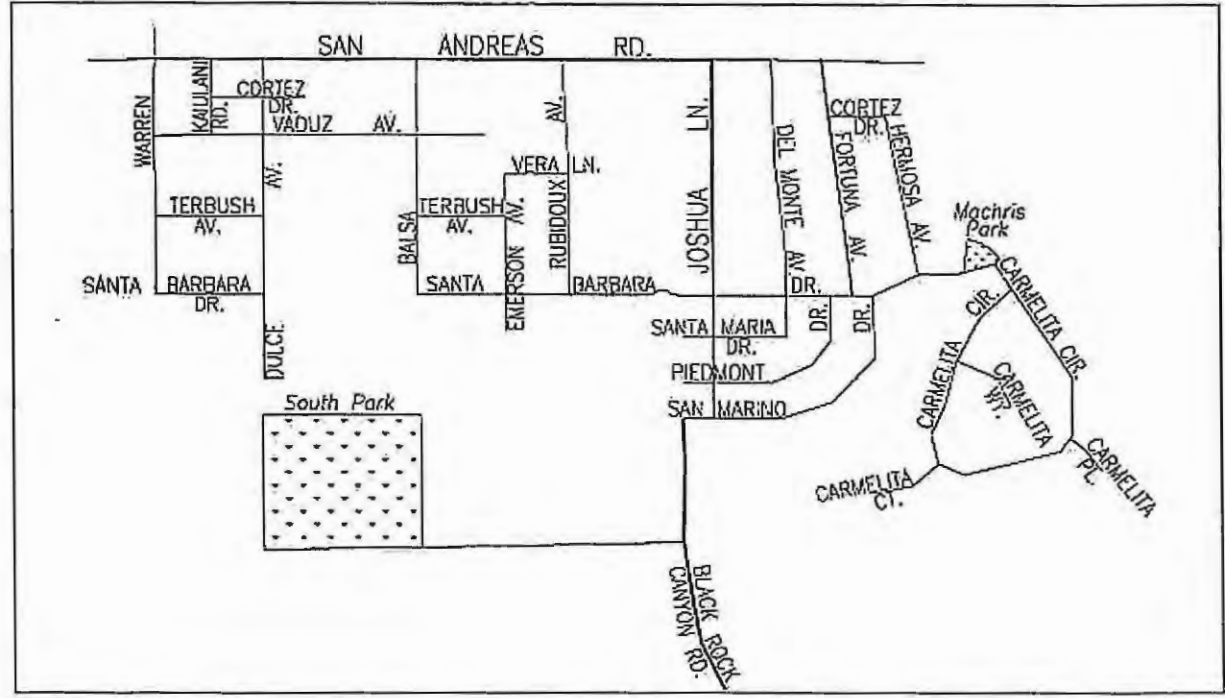 SAN ANDREAS RD.
WARREN
KAIULANI
RD.
CORTEZ
DR.
VADUZ AV.
AV.
DULCE
TERBUSH
AV.
SANTA BARBARA
DR.
South Park
BALSA
TERBUSH
AV.
VERA LN.
EMERSON AV.
RUBIDOUX AV.
SANTA BARBARA DR.
JOSHUA LN.
DEL MONTE AV.
FORTUNA AV.
CORTEZ
DR.
HERMOSA AV.
Machris
Park
SANTA MARIA
DR.
PIEDMONT DR.
SAN MARINO DR.
CARMELITA CIR.
CARMELITA CIR.
CARMELITA
WY.
CARMELITA
PL.
CARMELITA
CT.
BLACK ROCK
CANYON RD.